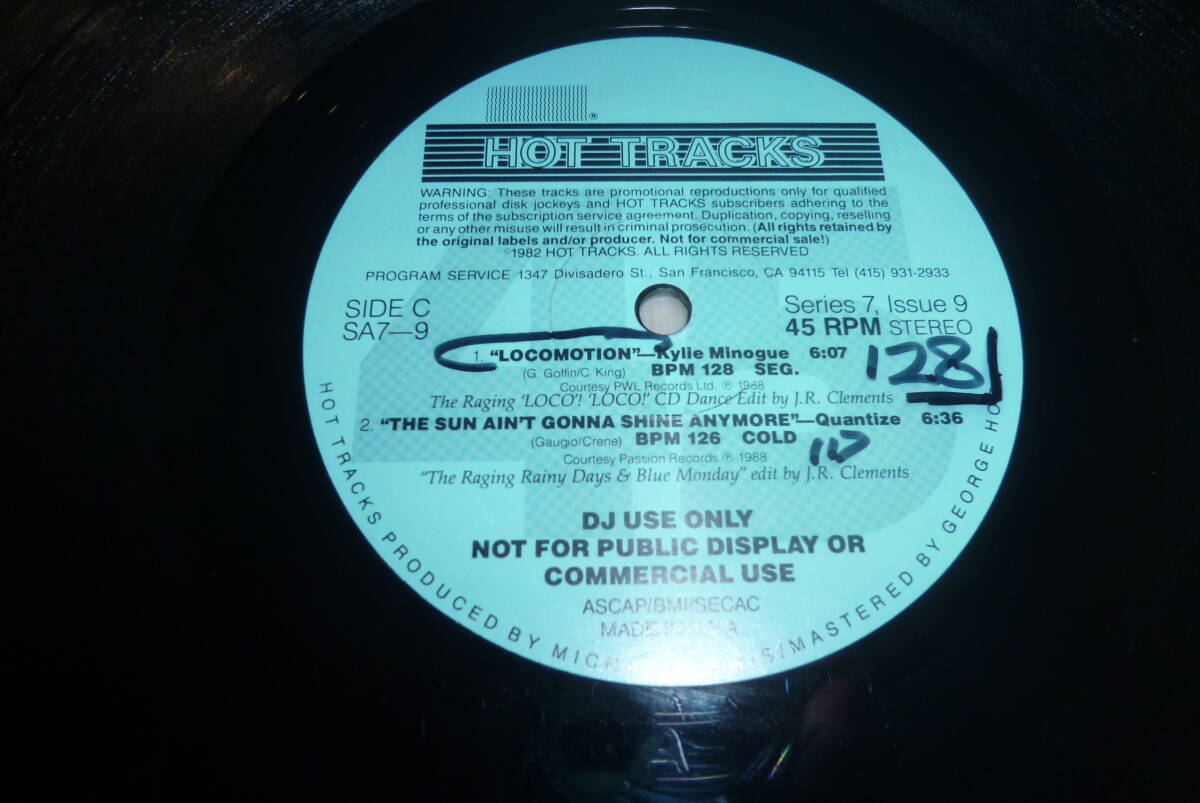 ®
HOT TRACKS
WARNING: These tracks are promotional reproductions only for qualified
professional disk jockeys and HOT TRACKS subscribers adhering to the
terms of the subscription service agreement. Duplication, copying, reselling
or any other misuse will result in criminal prosecution. (All rights retained by
the original labels and/or producer. Not for commercial sale!)
©1982 HOT TRACKS. ALL RIGHTS RESERVED
PROGRAM SERVICE 1347 Divisadero St., San Francisco, CA 94115 Tel (415) 931-2933
SIDE C
SA7—9
Series 7, Issue 9
45 RPM STEREO
1. "LOCOMOTION"—Kylie Minogue 6:07
(G. Goffin/C. King) BPM 128 SEG.
128
Courtesy PWL Records Ltd. ℗ 1988
The Raging 'LOCO'! 'LOCO!' CD Dance Edit by J.R. Clements
2. "THE SUN AIN'T GONNA SHINE ANYMORE"—Quantize 6:36
(Gaugio/Crene) BPM 126 COLD
Courtesy Passion Records ℗ 1988
"The Raging Rainy Days & Blue Monday" edit by J.R. Clements
DJ USE ONLY
NOT FOR PUBLIC DISPLAY OR
COMMERCIAL USE
ASCAP/BMI/SECAC
MADE
HOT TRACKS PRODUCED BY
MASTERED BY GEORGE